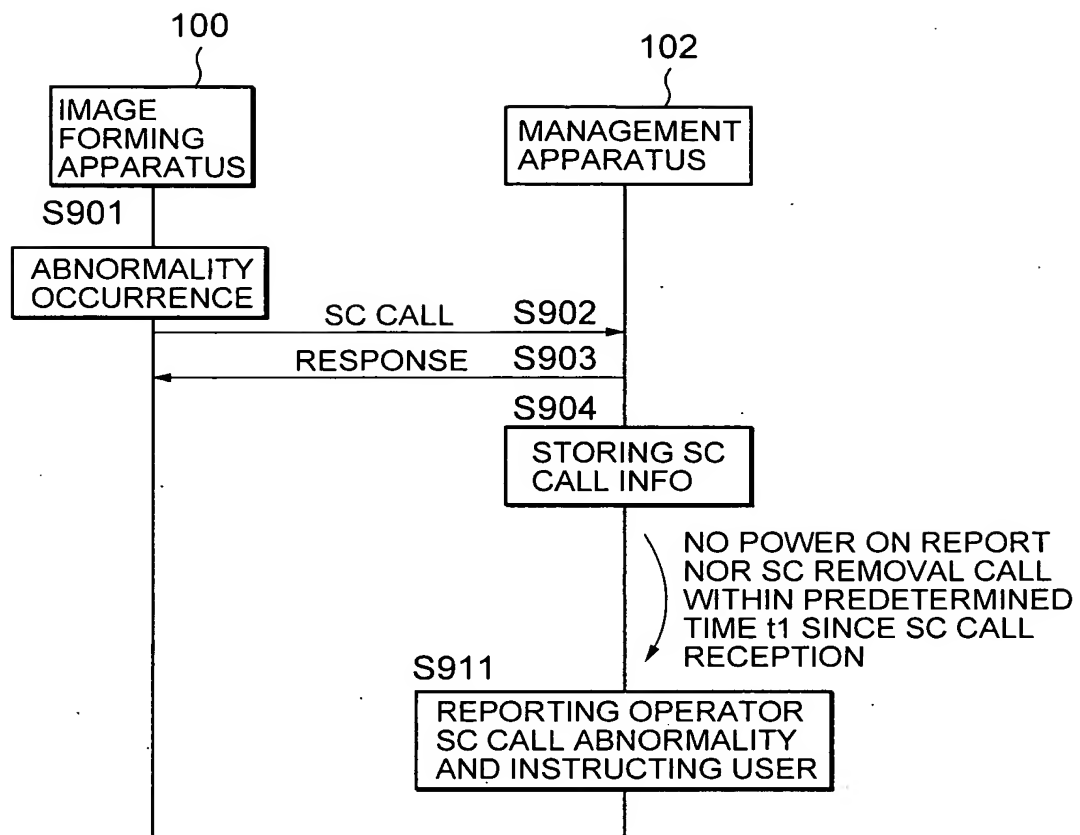 100
102
IMAGE
FORMING
APPARATUS
MANAGEMENT
APPARATUS
S901
ABNORMALITY
OCCURRENCE
SC CALL S902
RESPONSE S903
S904
STORING SC
CALL INFO
NO POWER ON REPORT
NOR SC REMOVAL CALL
WITHIN PREDETERMINED
TIME t1 SINCE SC CALL
RECEPTION
S911
REPORTING OPERATOR
SC CALL ABNORMALITY
AND INSTRUCTING USER